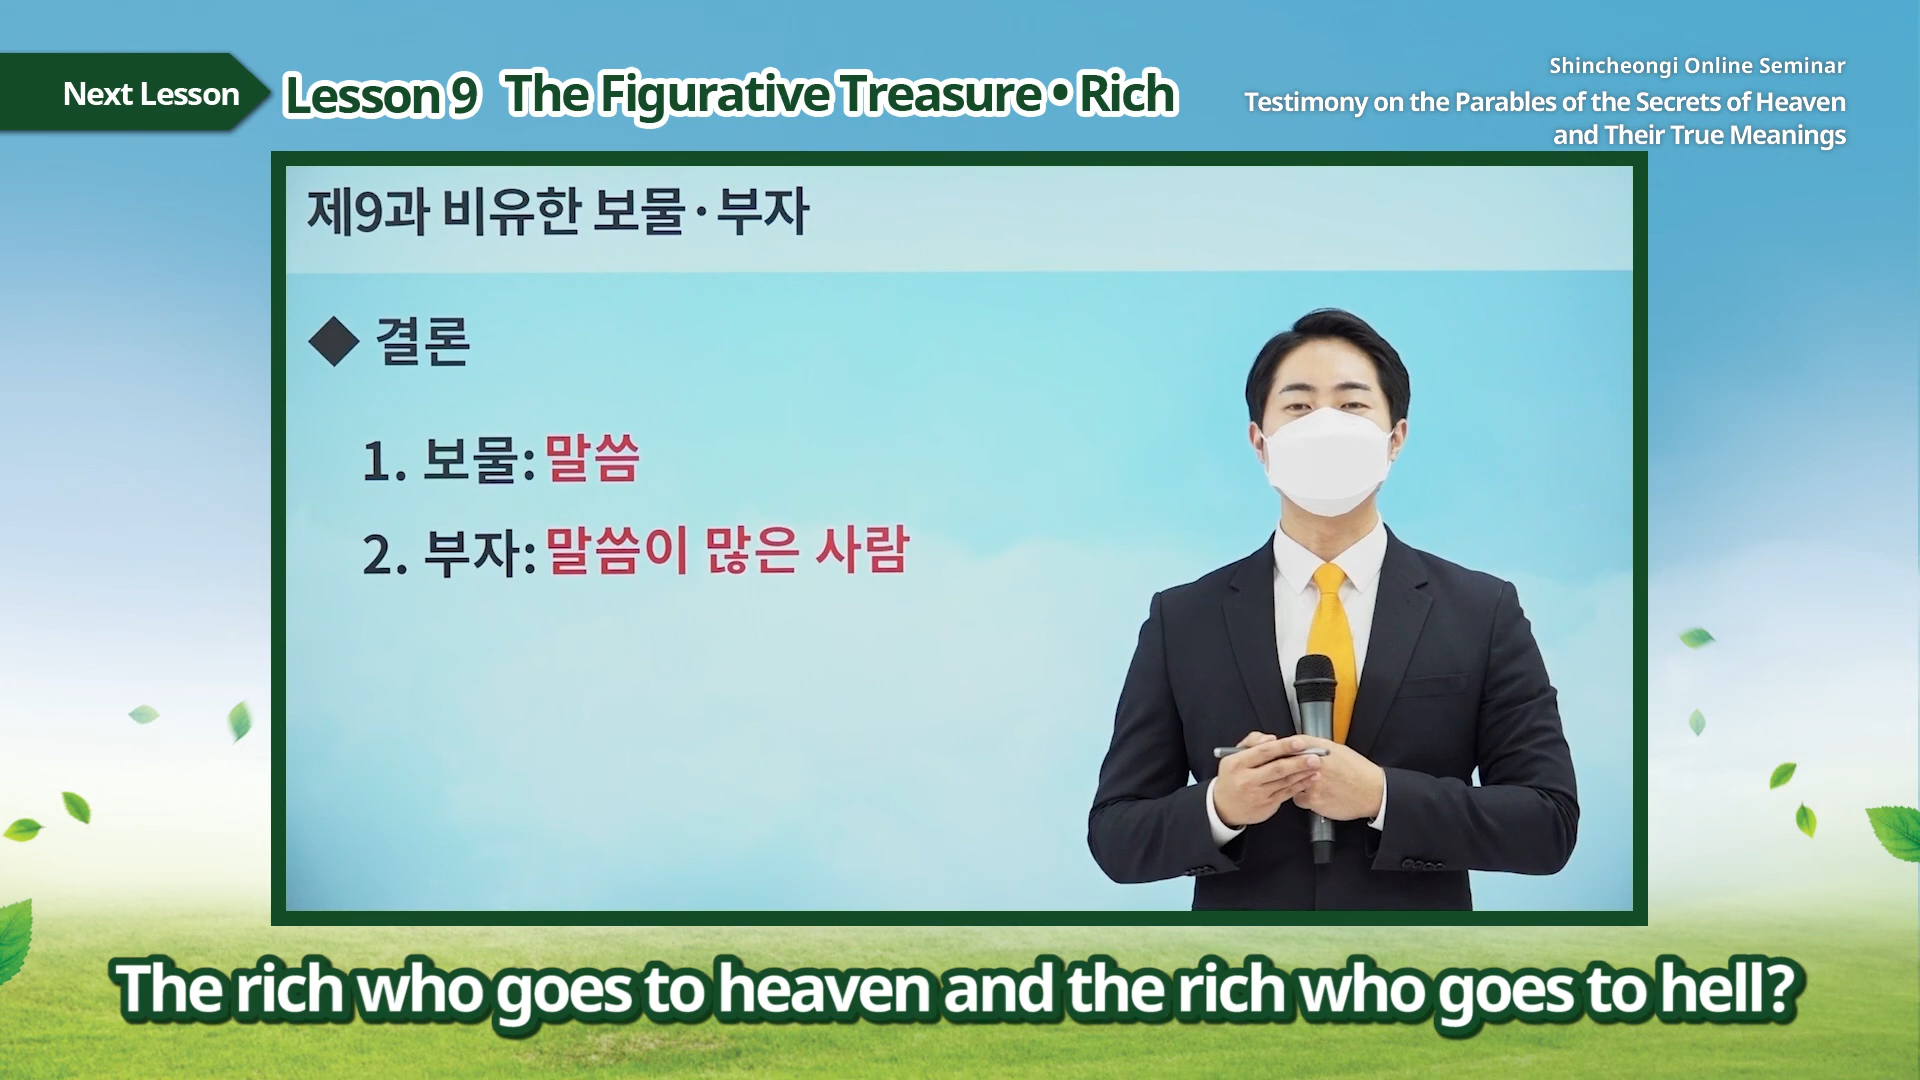 Next Lesson
Lesson 9 The Figurative Treasure • Rich
Shincheongi Online Seminar
Testimony on the Parables of the Secrets of Heaven
and Their True Meanings
제9과 비유한 보물·부자
◆ 결론
1. 보물: 말씀
2. 부자: 말씀이 많은 사람
The rich who goes to heaven and the rich who goes to hell?